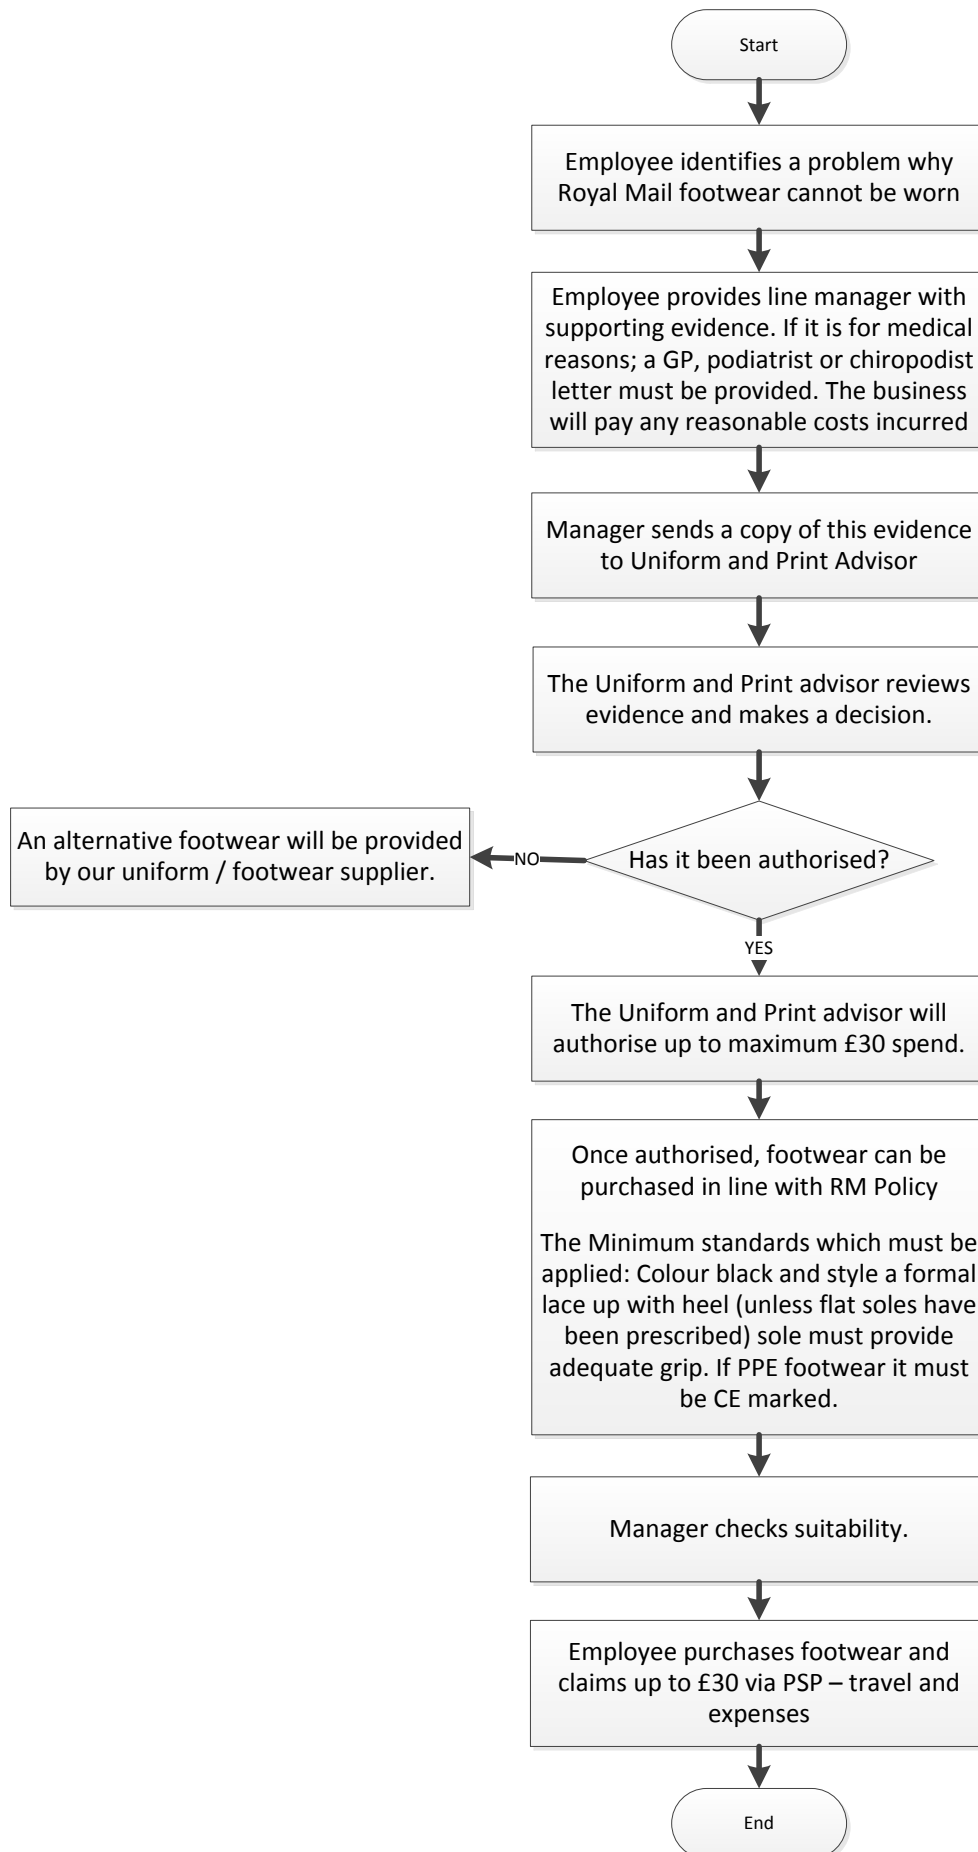 Start
Employee identifies a problem why
Royal Mail footwear cannot be worn
Employee provides line manager with
supporting evidence. If it is for medical
reasons; a GP, podiatrist or chiropodist
letter must be provided. The business
will pay any reasonable costs incurred
Manager sends a copy of this evidence
to Uniform and Print Advisor
The Uniform and Print advisor reviews
evidence and makes a decision.
Has it been authorised?
NO
An alternative footwear will be provided
by our uniform / footwear supplier.
YES
The Uniform and Print advisor will
authorise up to maximum £30 spend.
Once authorised, footwear can be
purchased in line with RM Policy
The Minimum standards which must be
applied: Colour black and style a formal
lace up with heel (unless flat soles have
been prescribed) sole must provide
adequate grip. If PPE footwear it must
be CE marked.
Manager checks suitability.
Employee purchases footwear and
claims up to £30 via PSP – travel and
expenses
End